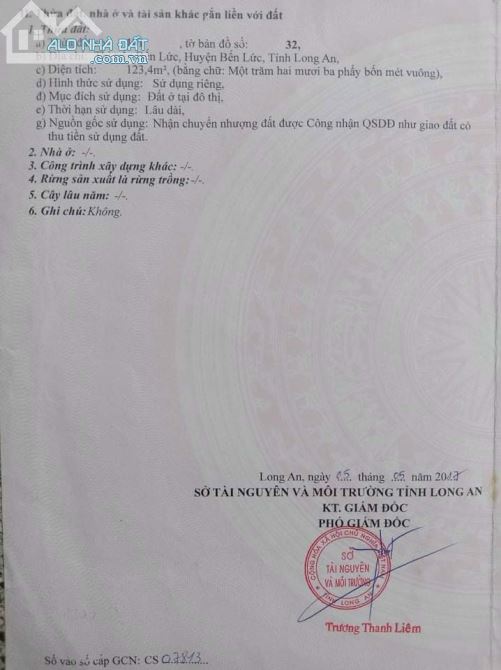 ALO NHÀ ĐẤT
.COM.VN
nhà ở và tài sản khác gắn liền với đất
1. Thửa đất:
, tờ bản đồ số: 32,
Lức, Huyện Bến Lức, Tỉnh Long An,
c) Diện tích: 123,4m², (bằng chữ: Một trăm hai mươi ba phẩy bốn mét vuông),
d) Hình thức sử dụng: Sử dụng riêng,
đ) Mục đích sử dụng: Đất ở tại đô thị,
e) Thời hạn sử dụng: Lâu dài,
g) Nguồn gốc sử dụng: Nhận chuyển nhượng đất được Công nhận QSDĐ như giao đất có
thu tiền sử dụng đất.
2. Nhà ở: -/-.
3. Công trình xây dựng khác: -/-.
4. Rừng sản xuất là rừng trồng:-/-.
5. Cây lâu năm: -/-.
6. Ghi chú: Không.
Long An, ngày 05 tháng 05 năm 2017
SỞ TÀI NGUYÊN VÀ MÔI TRƯỜNG TỈNH LONG AN
KT. GIÁM ĐỐC
PHÓ GIÁM ĐỐC
CỘNG HÒA XÃ HỘI CHỦ NGHĨA VIỆT NAM
SỞ
TÀI NGUYÊN
VÀ MÔI TRƯỜNG
TỈNH LONG AN
Trương Thanh Liêm
Số vào sổ cấp GCN: CS 07813